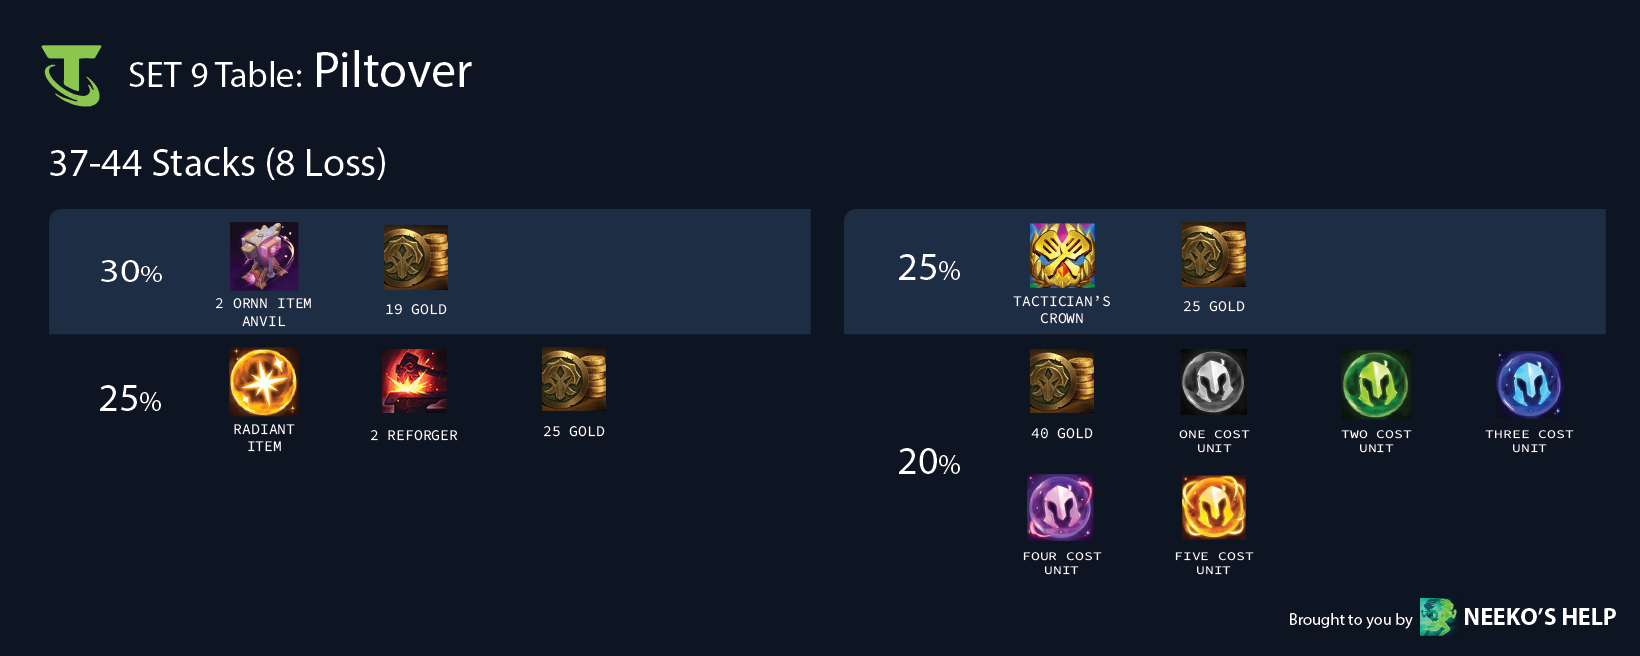 SET 9 Table: Piltover
37-44 Stacks (8 Loss)
30%
2 ORNN ITEM
ANVIL
19 GOLD
25%
RADIANT
ITEM
2 REFORGER
25 GOLD
25%
TACTICIAN'S
CROWN
25 GOLD
20%
40 GOLD
ONE COST
UNIT
TWO COST
UNIT
THREE COST
UNIT
FOUR COST
UNIT
FIVE COST
UNIT
Brought to you by NEEKO'S HELP